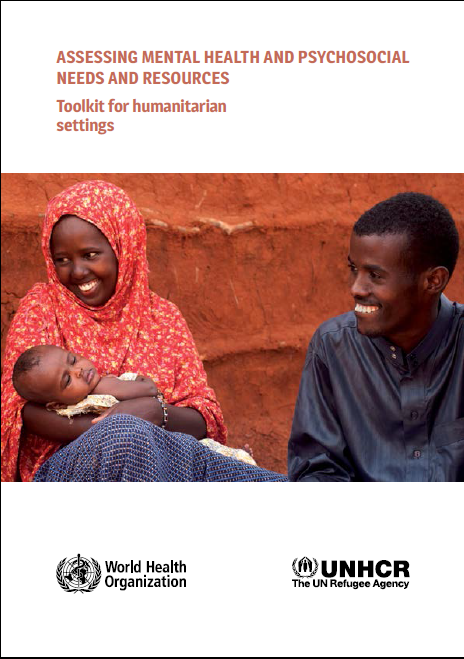 ASSESSING MENTAL HEALTH AND PSYCHOSOCIAL
NEEDS AND RESOURCES
Toolkit for humanitarian
settings
World Health
Organization
UNHCR
The UN Refugee Agency